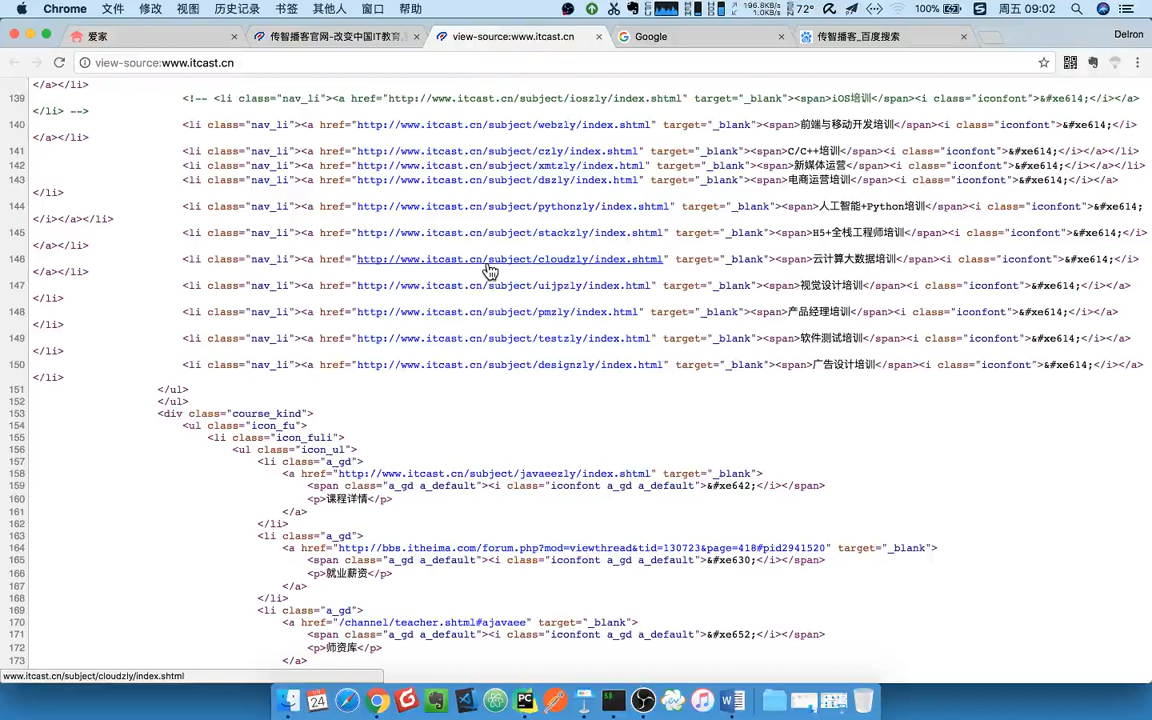 Chrome 文件 修改 视图 历史记录 书签 其他人 窗口 帮助 196.8KB/s 1.0KB/s 72° 100% 周五 09:02
爱家 传智播客官网-改变中国IT教育, view-source:www.itcast.cn Google 传智播客_百度搜索 Delron
view-source:www.itcast.cn
</a></li>
139 <!-- <li class="nav_li"><a href="http://www.itcast.cn/subject/ioszly/index.shtml" target="_blank"><span>iOS培训</span><i class="iconfont">&#xe614;</i></a>
</li> -->
140 <li class="nav_li"><a href="http://www.itcast.cn/subject/webzly/index.shtml" target="_blank"><span>前端与移动开发培训</span><i class="iconfont">&#xe614;</i>
</a></li>
141 <li class="nav_li"><a href="http://www.itcast.cn/subject/czly/index.shtml" target="_blank"><span>C/C++培训</span><i class="iconfont">&#xe614;</i></a></li>
142 <li class="nav_li"><a href="http://www.itcast.cn/subject/xmtzly/index.html" target="_blank"><span>新媒体运营</span><i class="iconfont">&#xe614;</i></a></li>
143 <li class="nav_li"><a href="http://www.itcast.cn/subject/dszly/index.html" target="_blank"><span>电商运营培训</span><i class="iconfont">&#xe614;</i></a>
</li>
144 <li class="nav_li"><a href="http://www.itcast.cn/subject/pythonzly/index.shtml" target="_blank"><span>人工智能+Python培训</span><i class="iconfont">&#xe614;
</i></a></li>
145 <li class="nav_li"><a href="http://www.itcast.cn/subject/stackzly/index.shtml" target="_blank"><span>H5+全栈工程师培训</span><i class="iconfont">&#xe614;</i>
</a></li>
146 <li class="nav_li"><a href="http://www.itcast.cn/subject/cloudzly/index.shtml" target="_blank"><span>云计算大数据培训</span><i class="iconfont">&#xe614;</i>
</a></li>
147 <li class="nav_li"><a href="http://www.itcast.cn/subject/uijpzly/index.html" target="_blank"><span>视觉设计培训</span><i class="iconfont">&#xe614;</i></a>
</li>
148 <li class="nav_li"><a href="http://www.itcast.cn/subject/pmzly/index.html" target="_blank"><span>产品经理培训</span><i class="iconfont">&#xe614;</i></a>
</li>
149 <li class="nav_li"><a href="http://www.itcast.cn/subject/testzly/index.html" target="_blank"><span>软件测试培训</span><i class="iconfont">&#xe614;</i></a>
</li>
150 <li class="nav_li"><a href="http://www.itcast.cn/subject/designzly/index.html" target="_blank"><span>广告设计培训</span><i class="iconfont">&#xe614;</i></a>
</li>
151 </ul>
152 </ul>
153 <div class="course_kind">
154 <ul class="icon_fu">
155 <li class="icon_fuli">
156 <ul class="icon_ul">
157 <li class="a_gd">
158 <a href="http://www.itcast.cn/subject/javaeezly/index.shtml" target="_blank">
159 <span class="a_gd a_default"><i class="iconfont a_gd a_default">&#xe642;</i></span>
160 <p>课程详情</p>
161 </a>
162 </li>
163 <li class="a_gd">
164 <a href="http://bbs.itheima.com/forum.php?mod=viewthread&tid=130723&page=418#pid2941520" target="_blank">
165 <span class="a_gd a_default"><i class="iconfont a_gd a_default">&#xe630;</i></span>
166 <p>就业薪资</p>
167 </a>
168 </li>
169 <li class="a_gd">
170 <a href="/channel/teacher.shtml#ajavaee" target="_blank">
171 <span class="a_gd a_default"><i class="iconfont a_gd a_default">&#xe652;</i></span>
172 <p>师资库</p>
173 </a>
www.itcast.cn/subject/cloudzly/index.shtml